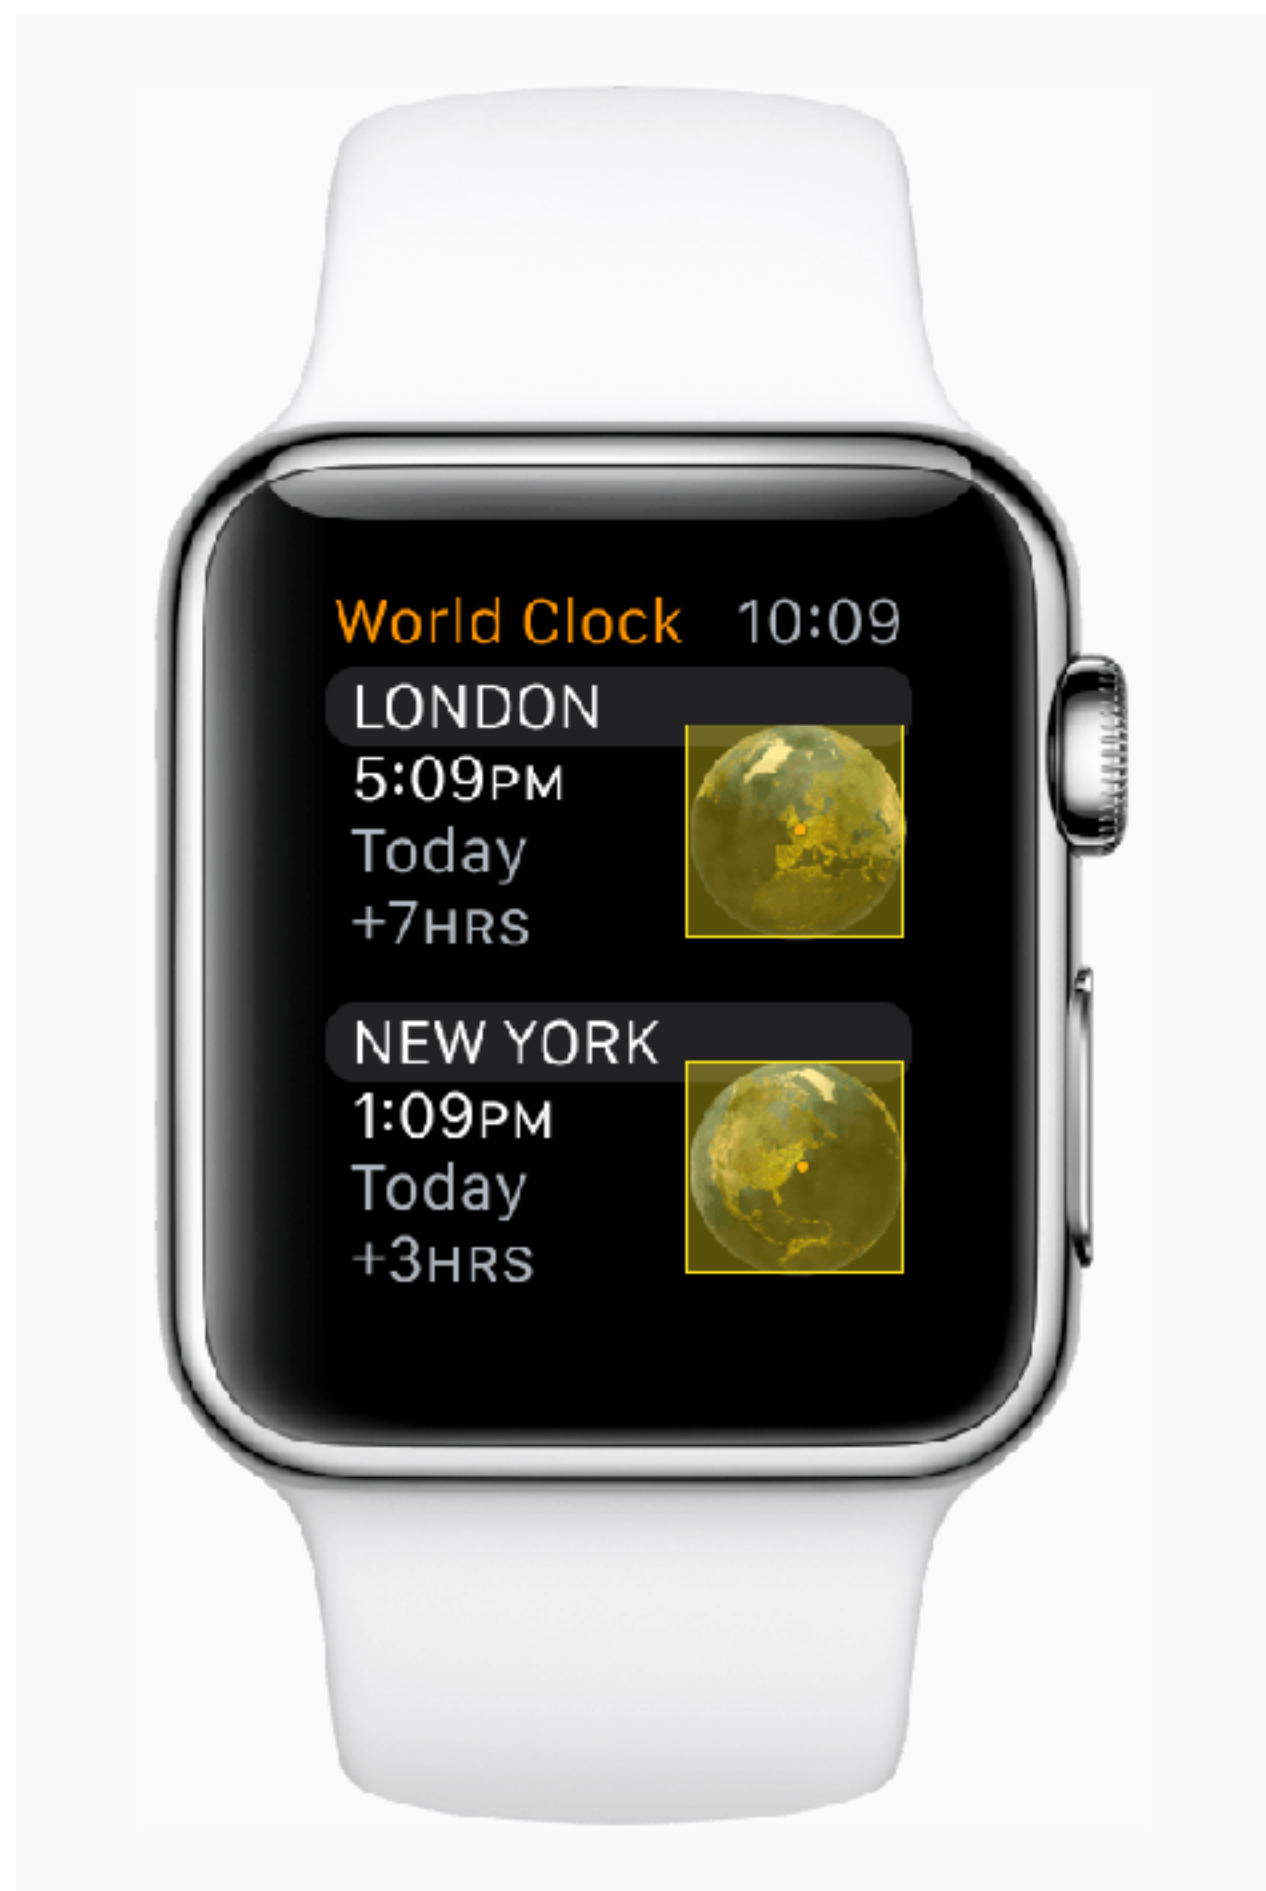 World Clock 10:09
LONDON
5:09PM
Today
+7HRS
NEW YORK
1:09PM
Today
+3HRS